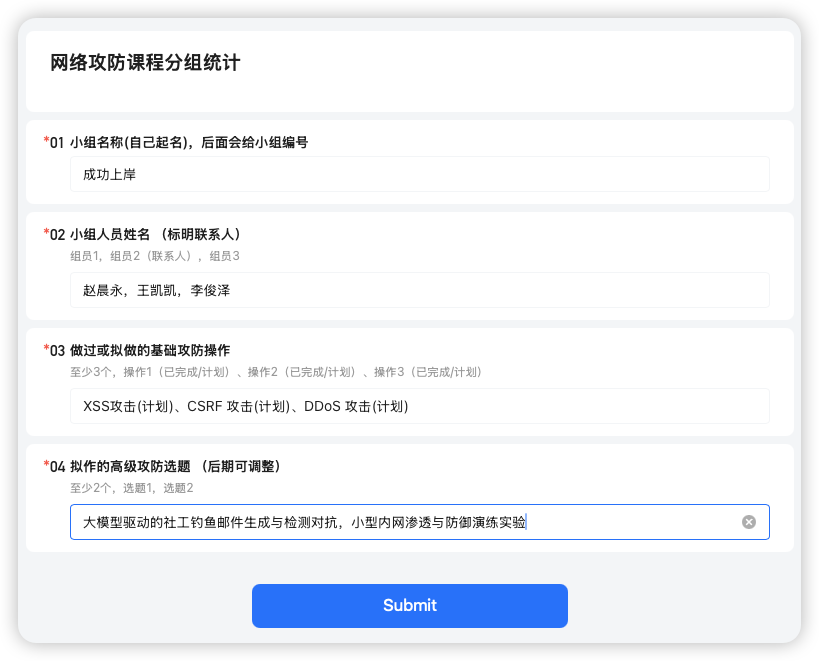 网络攻防课程分组统计
*01 小组名称(自己起名)，后面会给小组编号
成功上岸
*02 小组人员姓名 （标明联系人）
组员1，组员2（联系人），组员3
赵晨永，王凯凯，李俊泽
*03 做过或拟做的基础攻防操作
至少3个，操作1（已完成/计划）、操作2（已完成/计划）、操作3（已完成/计划）
XSS攻击(计划)、CSRF 攻击(计划)、DDoS 攻击(计划)
*04 拟作的高级攻防选题 （后期可调整）
至少2个，选题1，选题2
大模型驱动的社工钓鱼邮件生成与检测对抗，小型内网渗透与防御演练实验
Submit